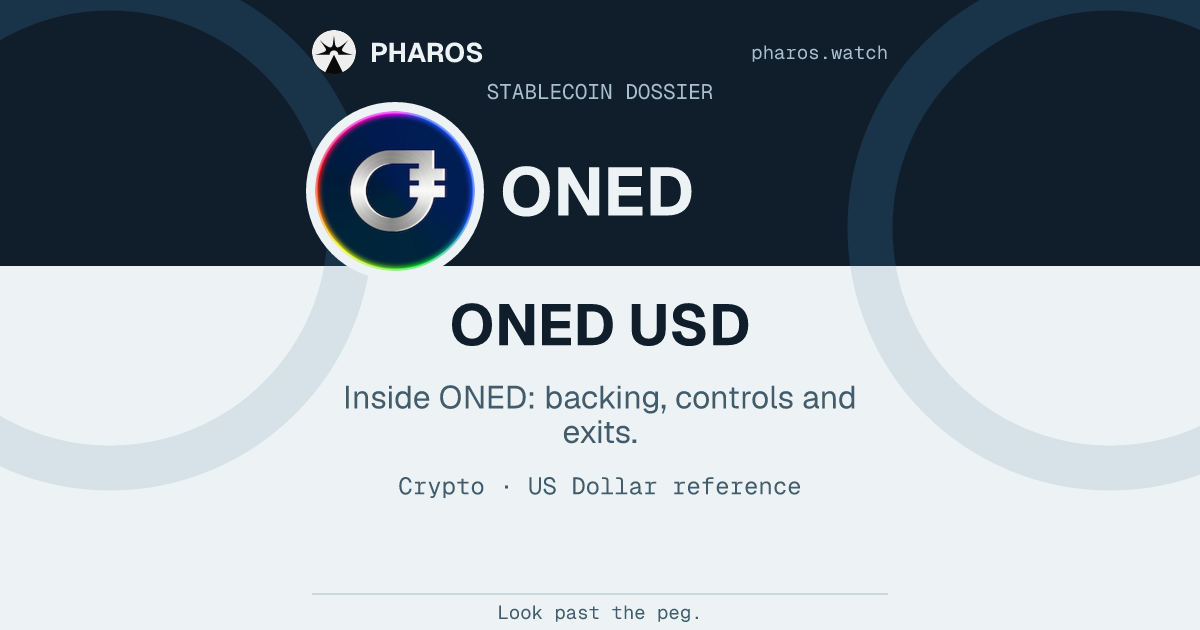 PHAROS
pharos.watch
STABLECOIN DOSSIER
ONED
ONED USD
Inside ONED: backing, controls and
exits.
Crypto · US Dollar reference
Look past the peg.